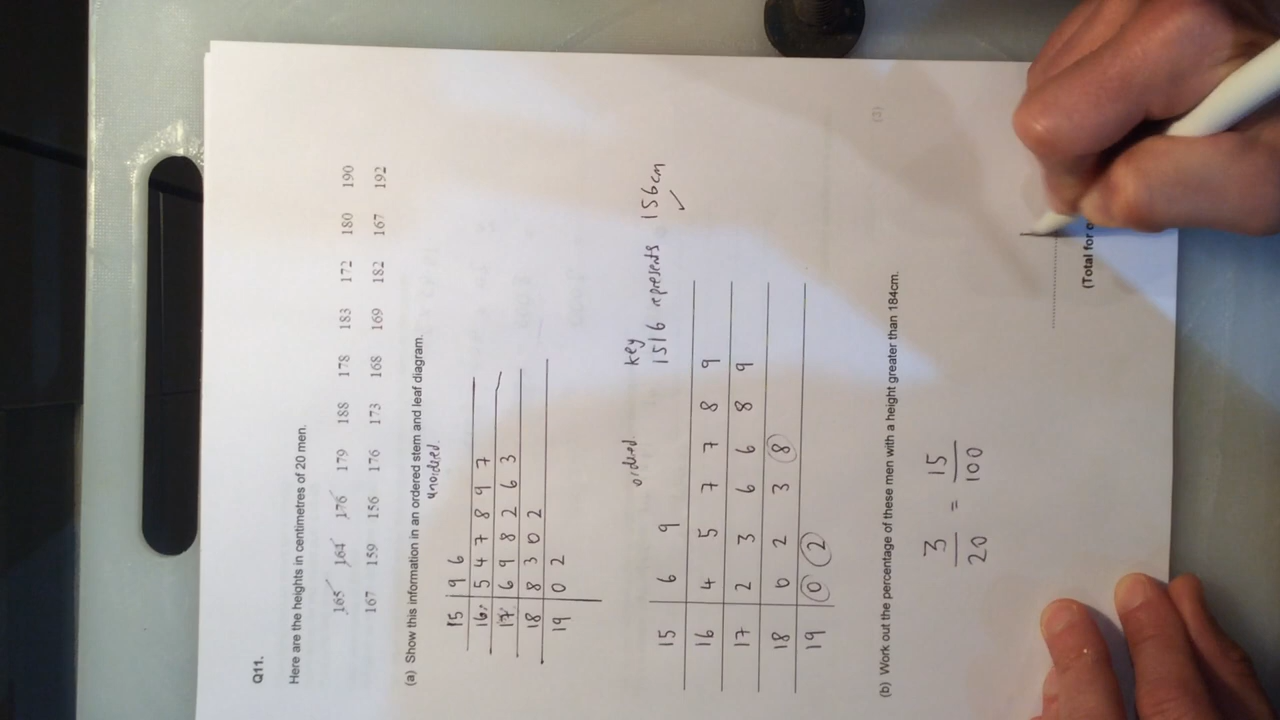 Q11.
Here are the heights in centimetres of 20 men.
165 164 176 179 188 178 183 172 180 190
167 159 156 176 173 168 169 182 167 192
(a) Show this information in an ordered stem and leaf diagram.
unordered.
15 | 9 6
16 | 5 4 7 8 9 7
17 | 6 9 8 2 6 3
18 | 8 3 0 2
19 | 0 2
ordered. key
15|6 represents 156cm
15 | 6 9
16 | 4 5 7 7 8 9
17 | 2 3 6 6 8 9
18 | 0 2 3 8
19 | 0 2
(3)
(b) Work out the percentage of these men with a height greater than 184cm.
3/20 = 15/100
(Total for